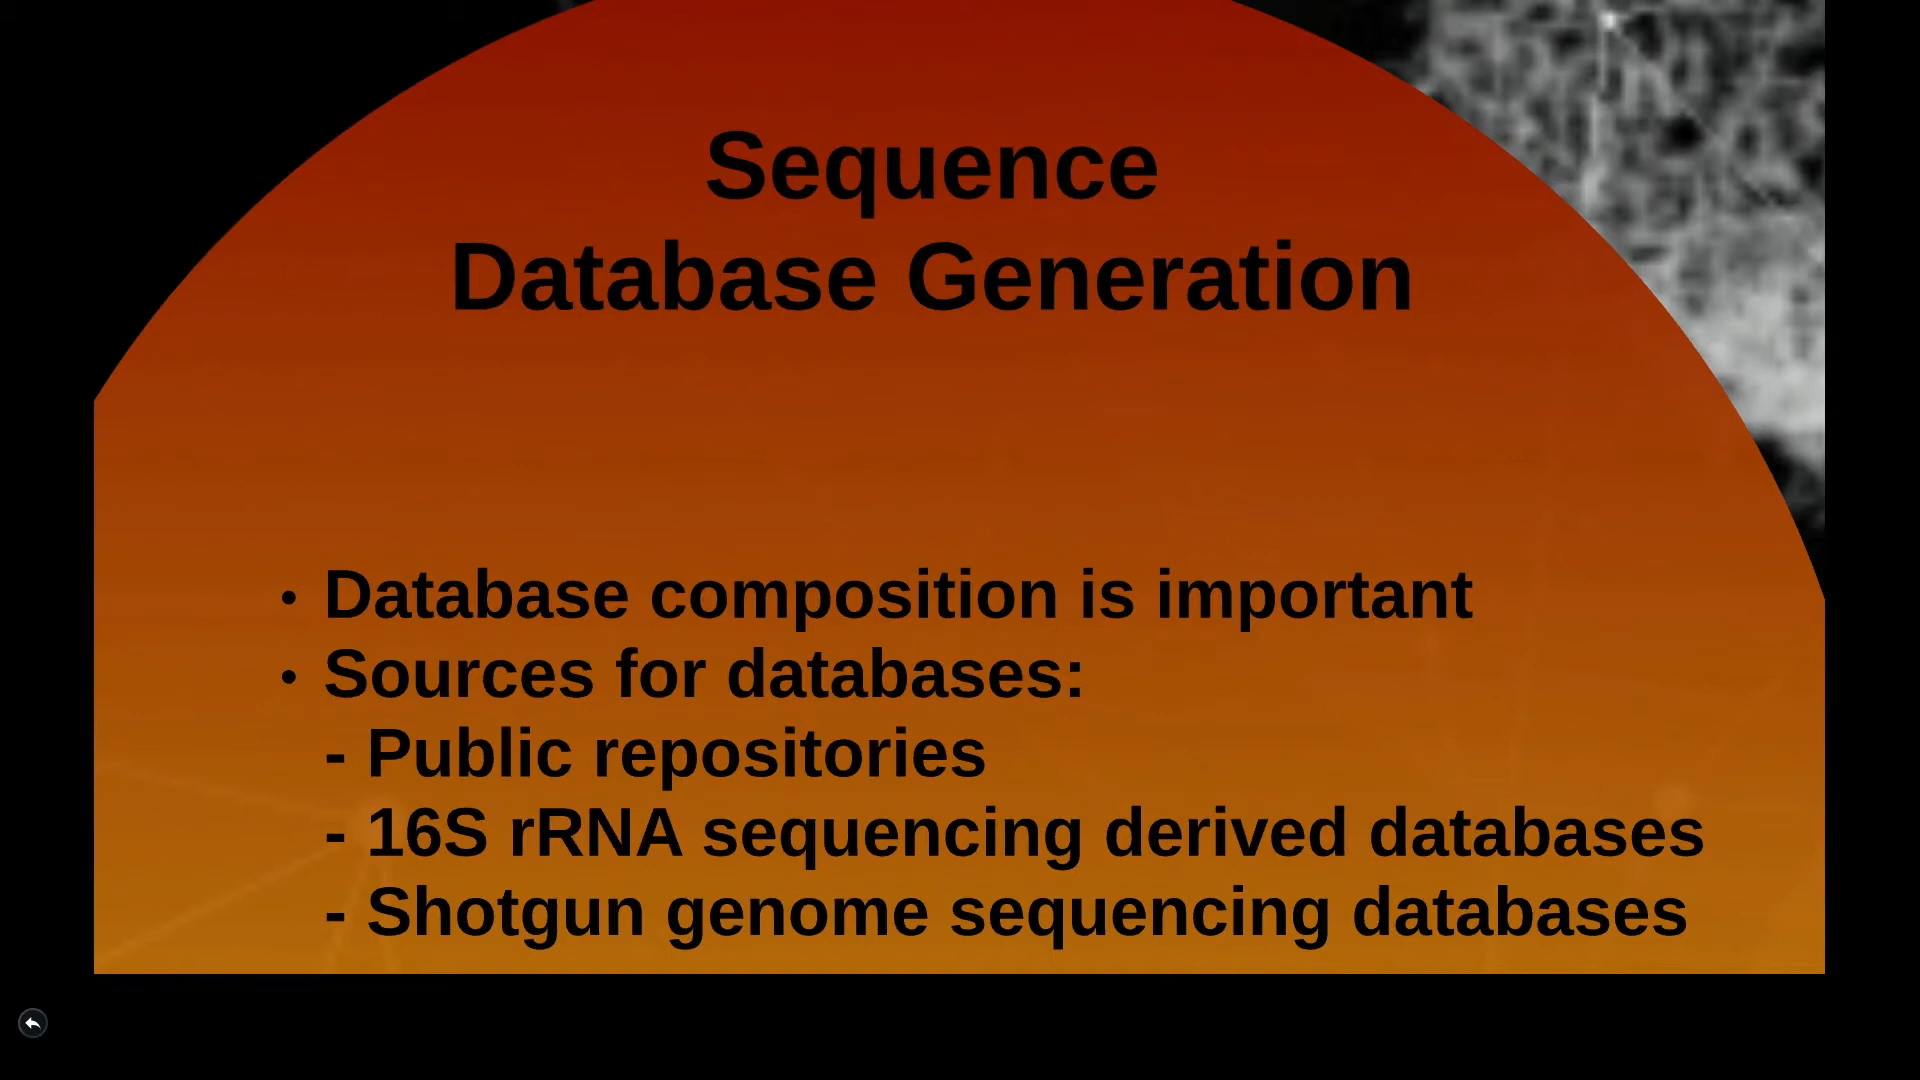 Sequence
Database Generation
• Database composition is important
• Sources for databases:
- Public repositories
- 16S rRNA sequencing derived databases
- Shotgun genome sequencing databases